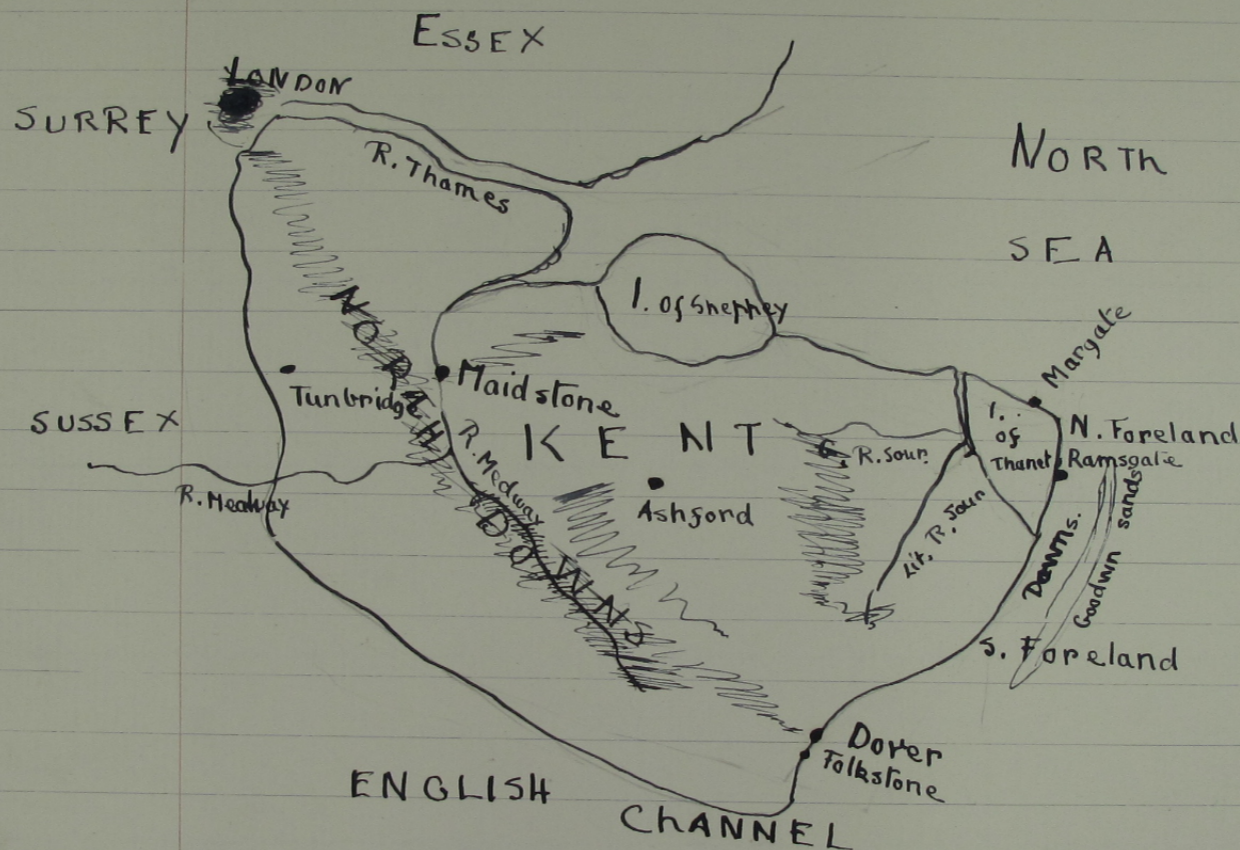 ESSEX
LONDON
SURREY
R. Thames
NORTH
SEA
I. of Shephey
Margate
NORTH
Maidstone
Tunbridge
SUSSEX
KENT
I. of Thanet
N. Foreland
Ramsgate
R. Sour
R. Medway
R. Medway
Ashford
Lit. R. Sour
Downs.
Goodwin sands
DOWNS
S. Foreland
Dover
Folkstone
ENGLISH
CHANNEL